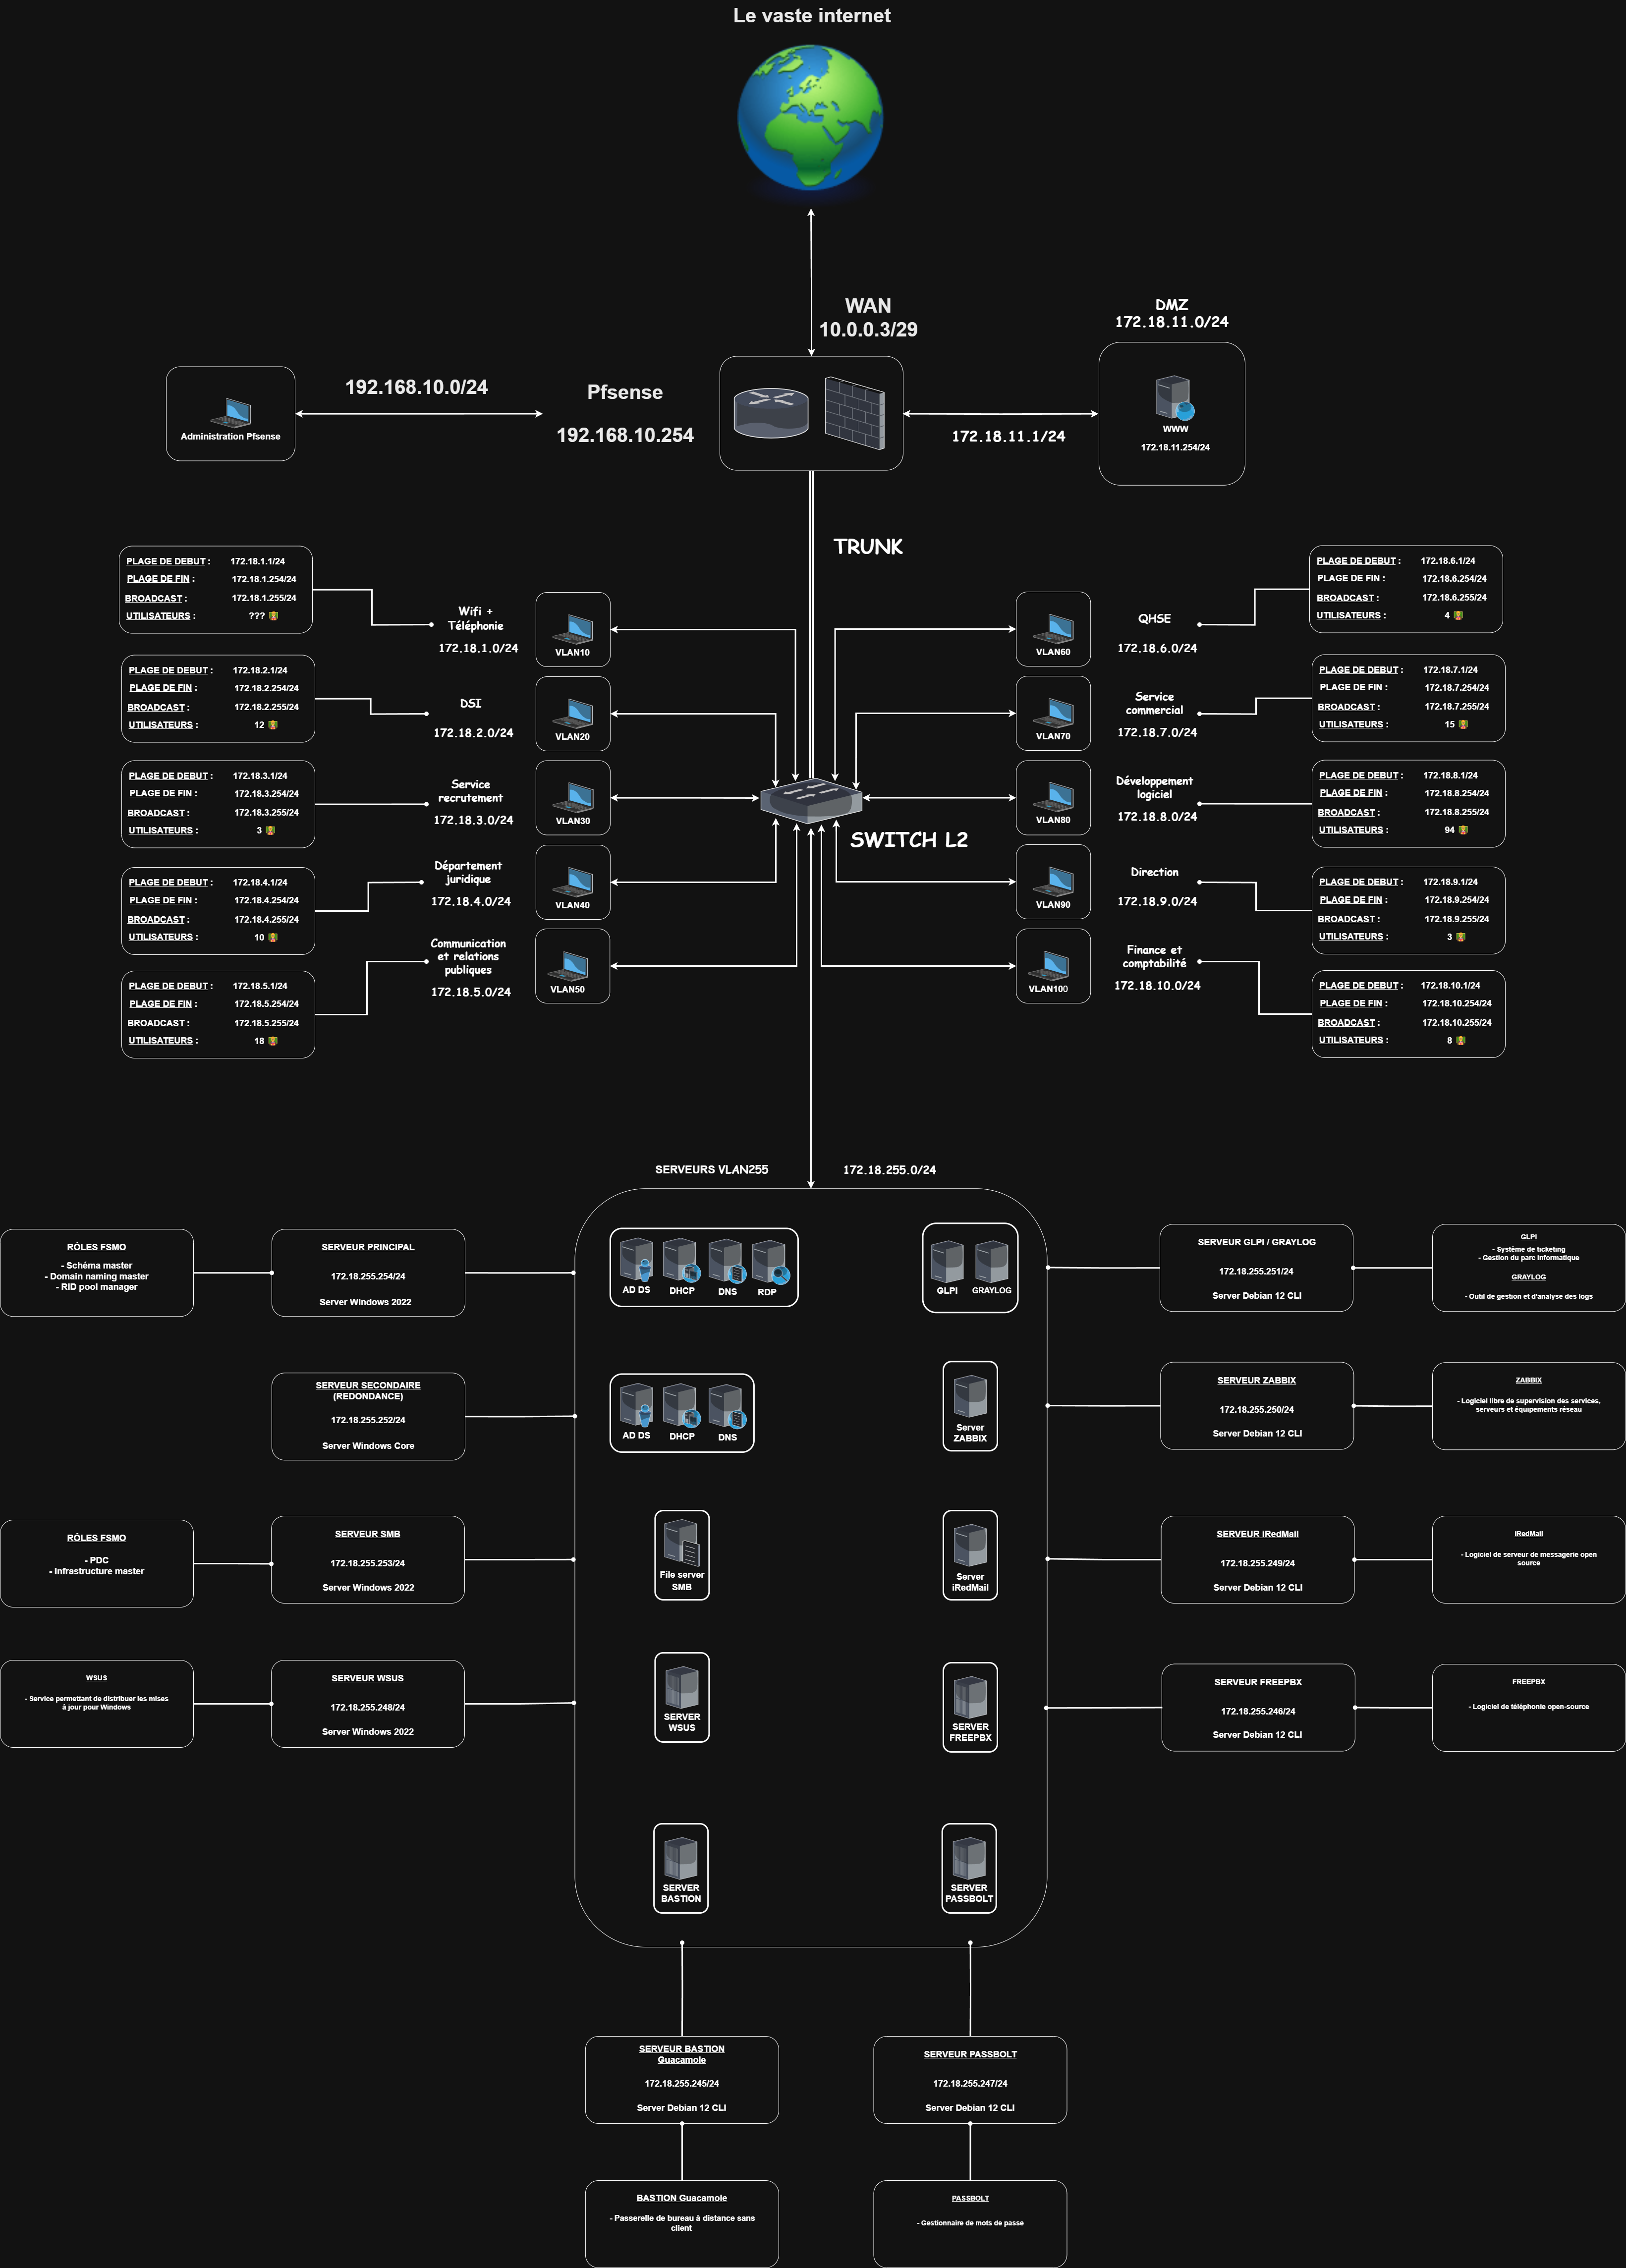 Le vaste internet
WAN
10.0.0.3/29
DMZ
172.18.11.0/24
192.168.10.0/24
Administration Pfsense
Pfsense
192.168.10.254
172.18.11.1/24
WWW
172.18.11.254/24
TRUNK
PLAGE DE DEBUT : 172.18.1.1/24
PLAGE DE FIN : 172.18.1.254/24
BROADCAST : 172.18.1.255/24
UTILISATEURS : ???
Wifi +
Téléphonie
172.18.1.0/24
VLAN10
PLAGE DE DEBUT : 172.18.2.1/24
PLAGE DE FIN : 172.18.2.254/24
BROADCAST : 172.18.2.255/24
UTILISATEURS : 12
DSI
172.18.2.0/24
VLAN20
PLAGE DE DEBUT : 172.18.3.1/24
PLAGE DE FIN : 172.18.3.254/24
BROADCAST : 172.18.3.255/24
UTILISATEURS : 3
Service
recrutement
172.18.3.0/24
VLAN30
PLAGE DE DEBUT : 172.18.4.1/24
PLAGE DE FIN : 172.18.4.254/24
BROADCAST : 172.18.4.255/24
UTILISATEURS : 10
Département
juridique
172.18.4.0/24
VLAN40
PLAGE DE DEBUT : 172.18.5.1/24
PLAGE DE FIN : 172.18.5.254/24
BROADCAST : 172.18.5.255/24
UTILISATEURS : 18
Communication
et relations
publiques
172.18.5.0/24
VLAN50
SWITCH L2
VLAN60
QHSE
172.18.6.0/24
PLAGE DE DEBUT : 172.18.6.1/24
PLAGE DE FIN : 172.18.6.254/24
BROADCAST : 172.18.6.255/24
UTILISATEURS : 4
VLAN70
Service
commercial
172.18.7.0/24
PLAGE DE DEBUT : 172.18.7.1/24
PLAGE DE FIN : 172.18.7.254/24
BROADCAST : 172.18.7.255/24
UTILISATEURS : 15
VLAN80
Développement
logiciel
172.18.8.0/24
PLAGE DE DEBUT : 172.18.8.1/24
PLAGE DE FIN : 172.18.8.254/24
BROADCAST : 172.18.8.255/24
UTILISATEURS : 94
VLAN90
Direction
172.18.9.0/24
PLAGE DE DEBUT : 172.18.9.1/24
PLAGE DE FIN : 172.18.9.254/24
BROADCAST : 172.18.9.255/24
UTILISATEURS : 3
VLAN100
Finance et
comptabilité
172.18.10.0/24
PLAGE DE DEBUT : 172.18.10.1/24
PLAGE DE FIN : 172.18.10.254/24
BROADCAST : 172.18.10.255/24
UTILISATEURS : 8
SERVEURS VLAN255 172.18.255.0/24
RÔLES FSMO
- Schéma master
- Domain naming master
- RID pool manager
SERVEUR PRINCIPAL
172.18.255.254/24
Server Windows 2022
AD DS DHCP DNS RDP
GLPI GRAYLOG
SERVEUR GLPI / GRAYLOG
172.18.255.251/24
Server Debian 12 CLI
GLPI
- Système de ticketing
- Gestion du parc informatique
GRAYLOG
- Outil de gestion et d'analyse des logs
SERVEUR SECONDAIRE
(REDONDANCE)
172.18.255.252/24
Server Windows Core
AD DS DHCP DNS
Server
ZABBIX
SERVEUR ZABBIX
172.18.255.250/24
Server Debian 12 CLI
ZABBIX
- Logiciel libre de supervision des services,
serveurs et équipements réseau
RÔLES FSMO
- PDC
- Infrastructure master
SERVEUR SMB
172.18.255.253/24
Server Windows 2022
File server
SMB
Server
iRedMail
SERVEUR iRedMail
172.18.255.249/24
Server Debian 12 CLI
iRedMail
- Logiciel de serveur de messagerie open
source
WSUS
- Service permettant de distribuer les mises
à jour pour Windows
SERVEUR WSUS
172.18.255.248/24
Server Windows 2022
SERVER
WSUS
SERVER
FREEPBX
SERVEUR FREEPBX
172.18.255.246/24
Server Debian 12 CLI
FREEPBX
- Logiciel de téléphonie open-source
SERVER
BASTION
SERVER
PASSBOLT
SERVEUR BASTION
Guacamole
172.18.255.245/24
Server Debian 12 CLI
SERVEUR PASSBOLT
172.18.255.247/24
Server Debian 12 CLI
BASTION Guacamole
- Passerelle de bureau à distance sans
client
PASSBOLT
- Gestionnaire de mots de passe